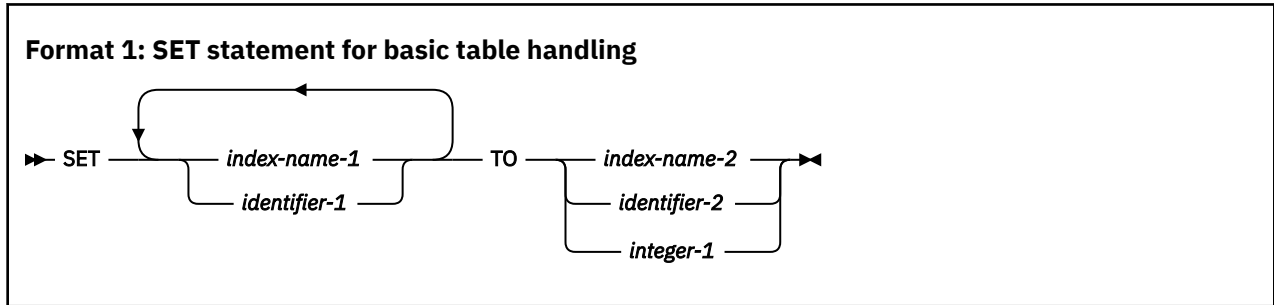 Format 1: SET statement for basic table handling
SET index-name-1 TO index-name-2
identifier-1 identifier-2
integer-1